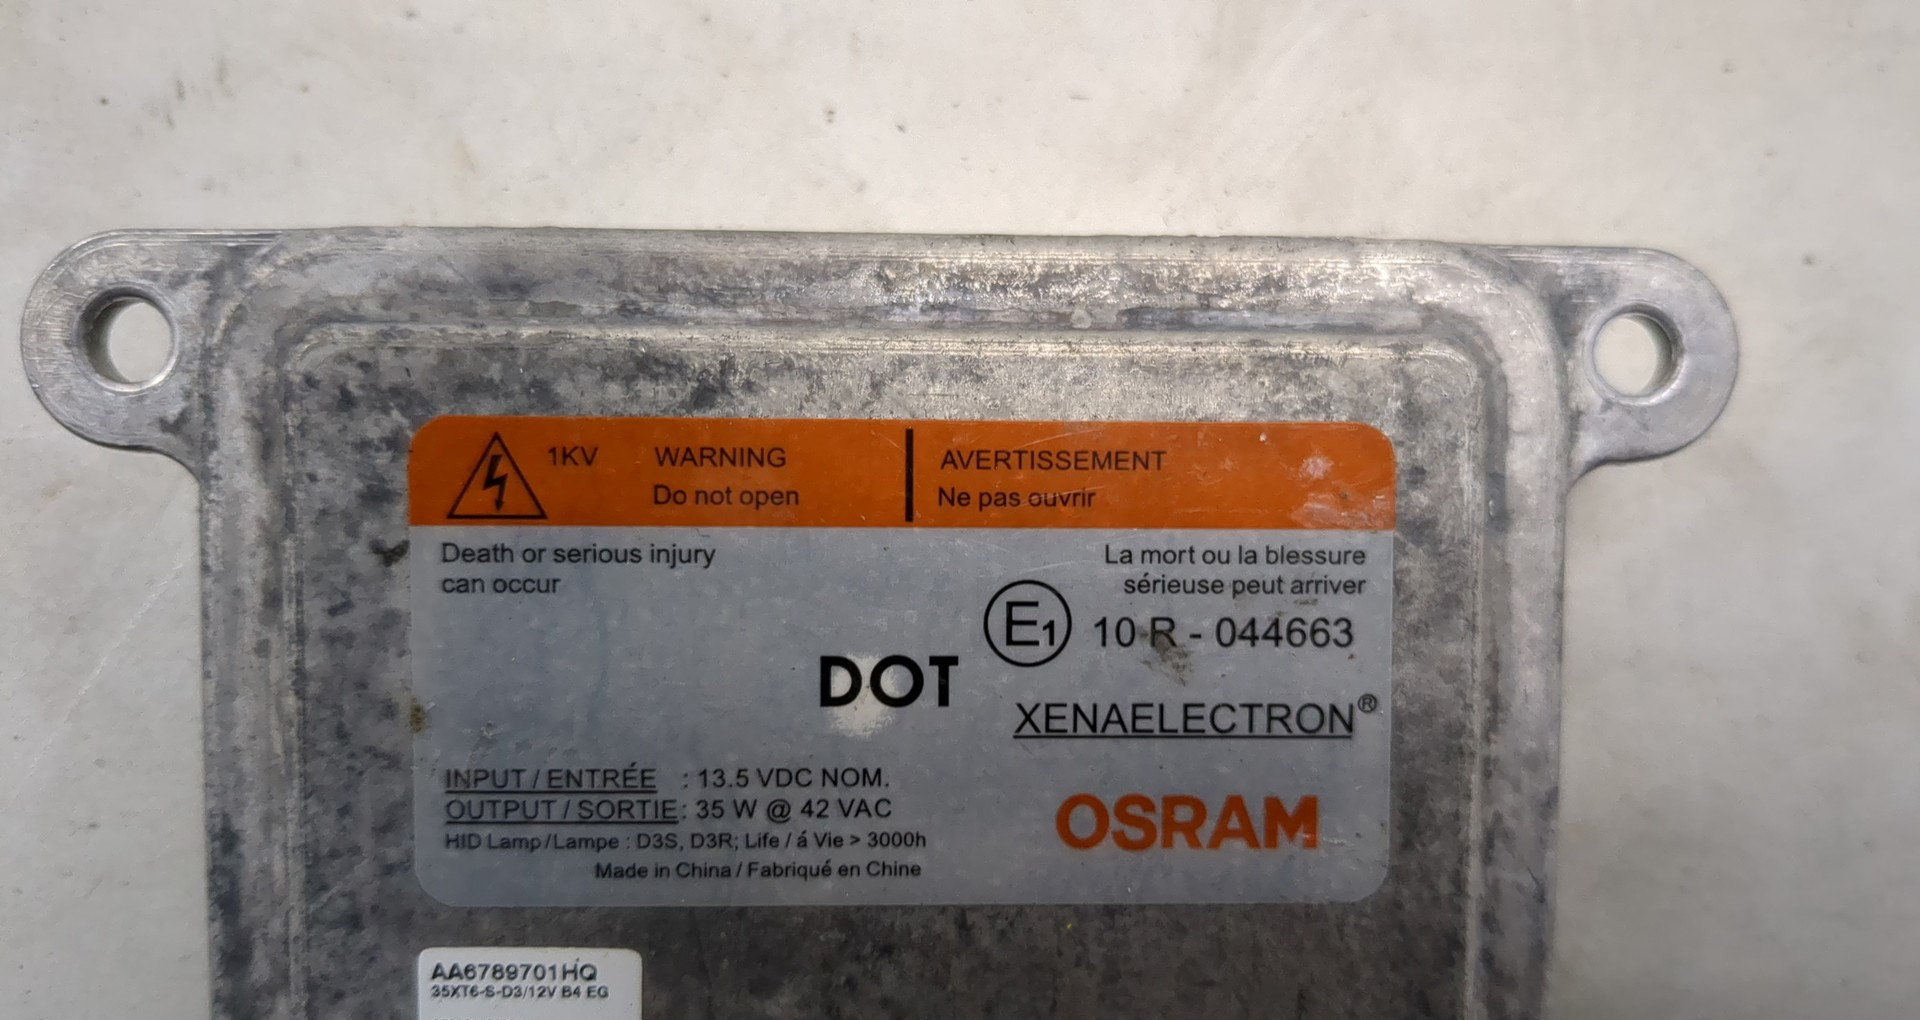 1KV WARNING AVERTISSEMENT
Do not open Ne pas ouvrir
Death or serious injury
can occur
La mort ou la blessure
sérieuse peut arriver
E1 10 R - 044663
DOT
XENAELECTRON®
INPUT / ENTRÉE : 13.5 VDC NOM.
OUTPUT / SORTIE : 35 W @ 42 VAC
HID Lamp/Lampe : D3S, D3R; Life / á Vie > 3000h
Made in China / Fabriqué en Chine
OSRAM
AA6789701HQ
35XT6-S-D3/12V B4 EG